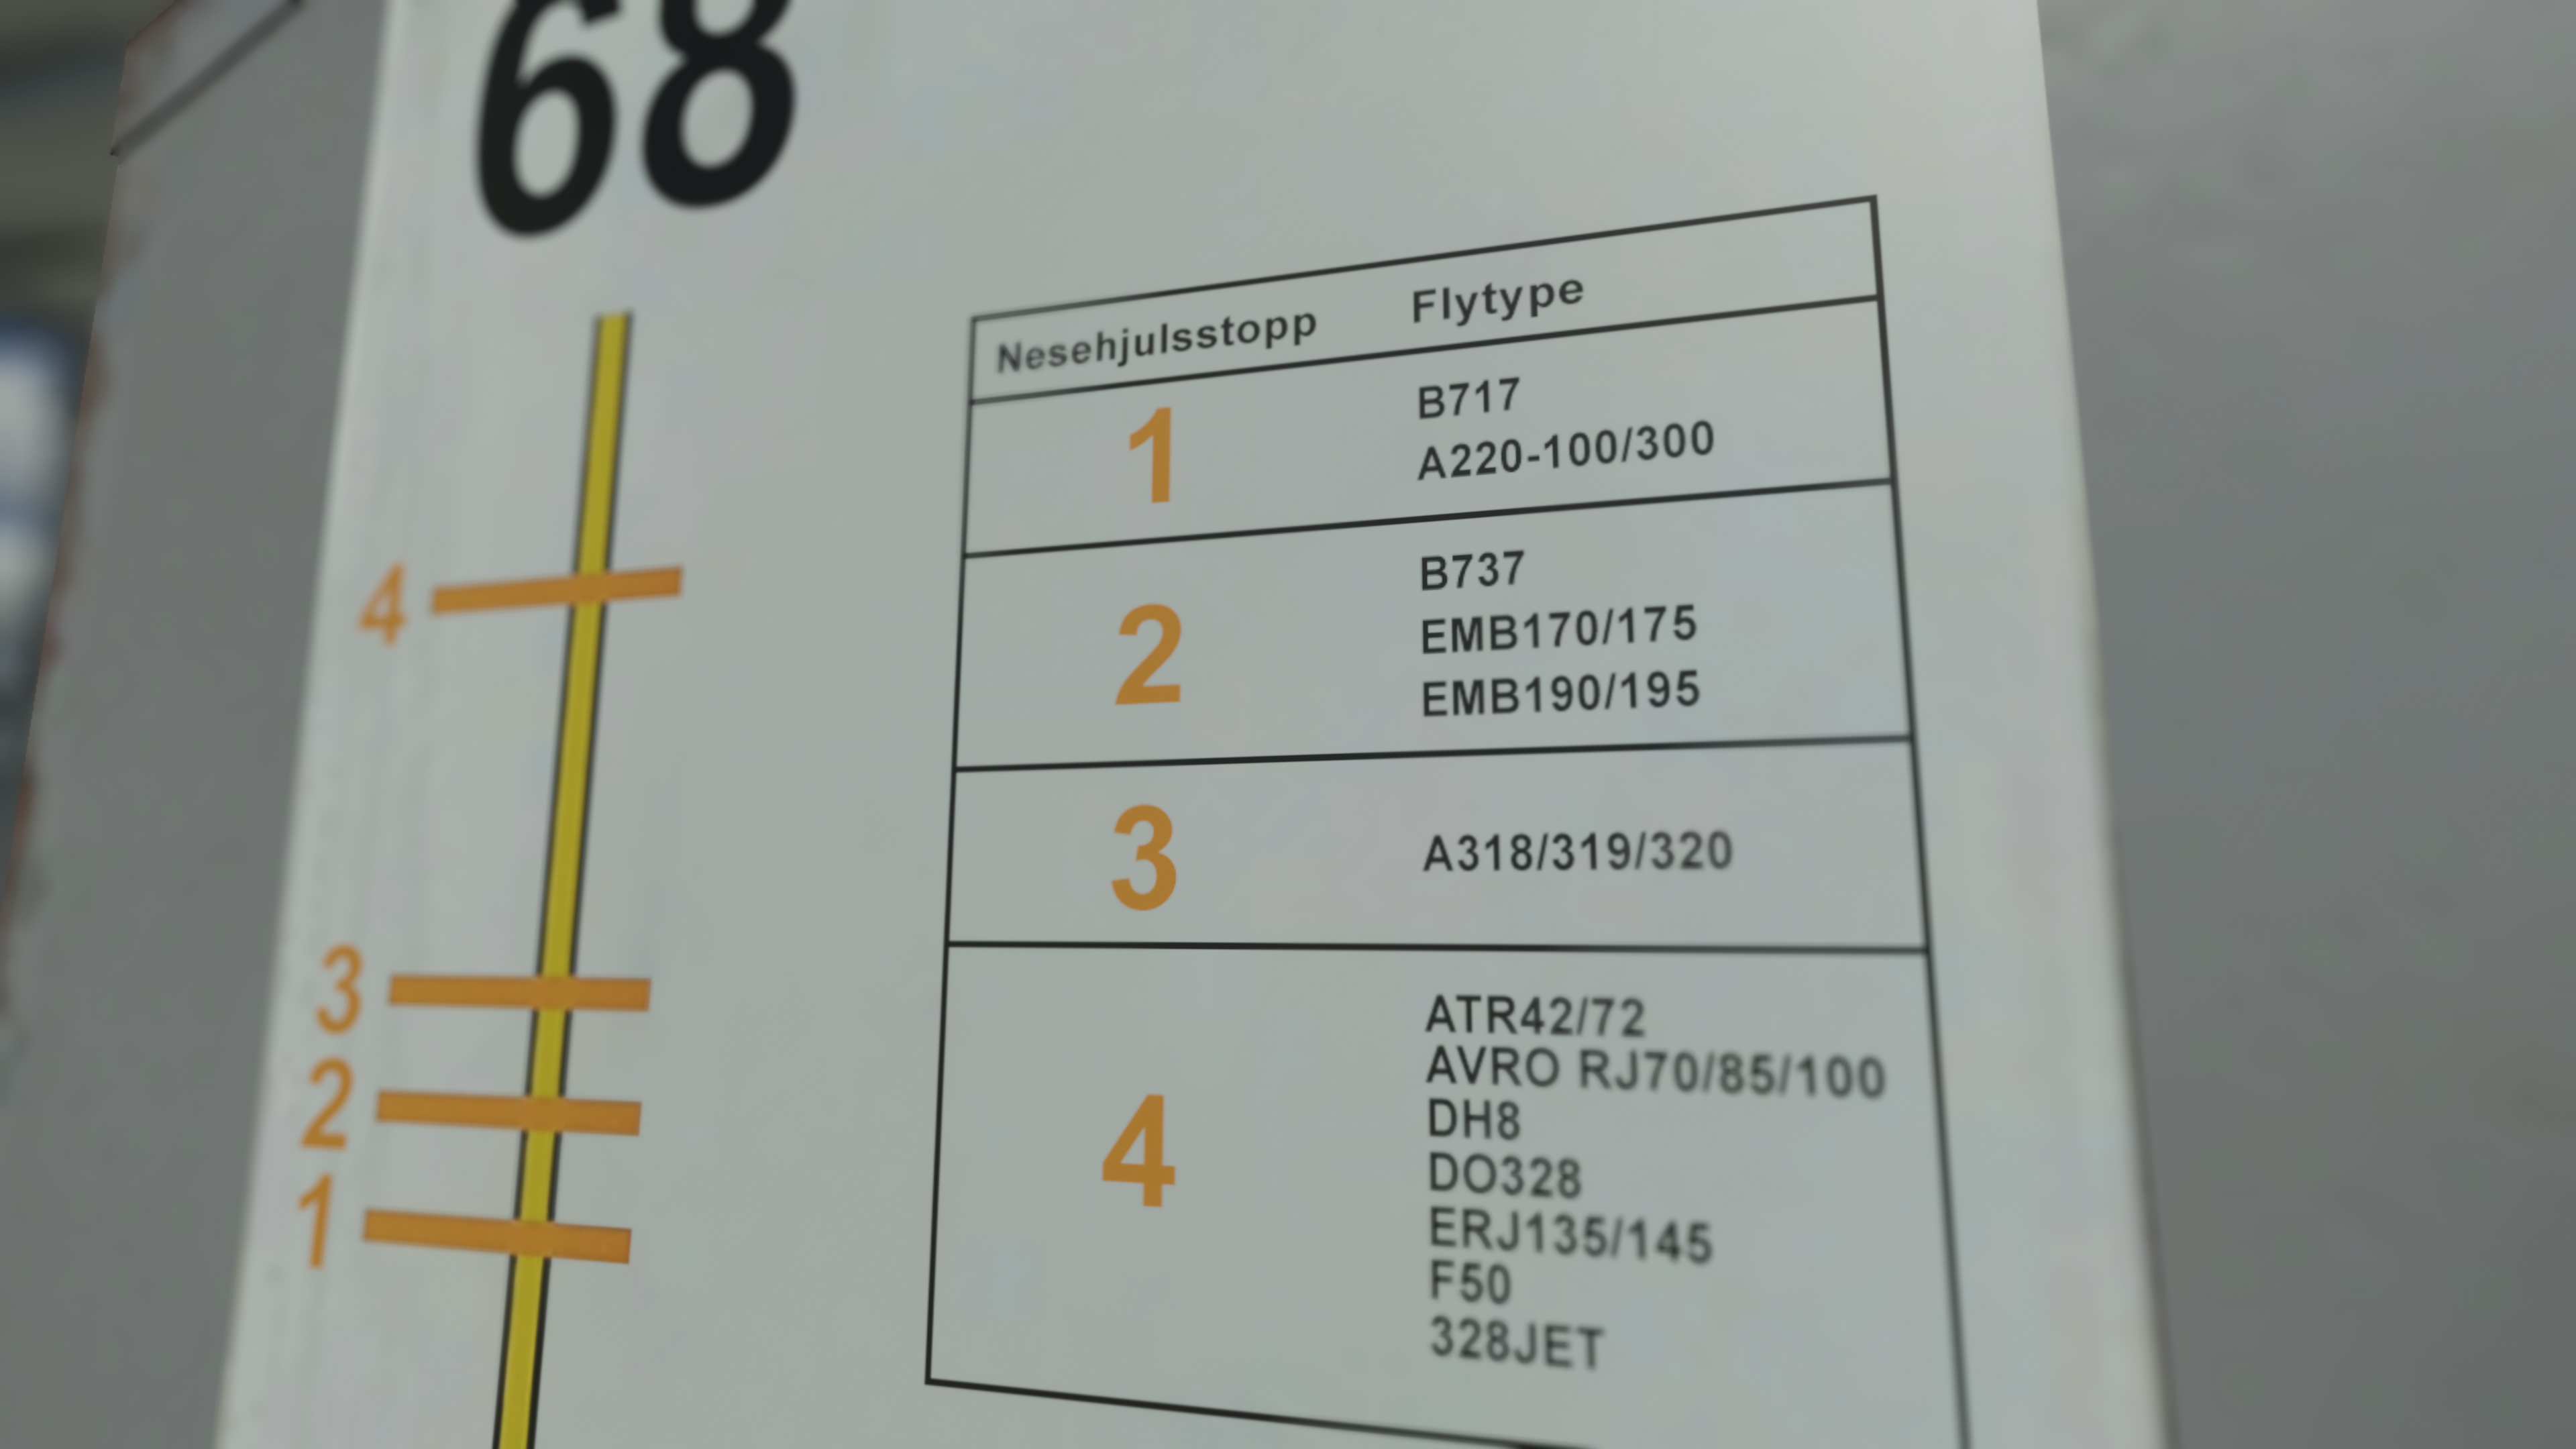 68
Nesehjulsstopp Flytype
1
B717
A220-100/300
2
B737
EMB170/175
EMB190/195
3
A318/319/320
4
ATR42/72
AVRO RJ70/85/100
DH8
DO328
ERJ135/145
F50
328JET
4
3
2
1